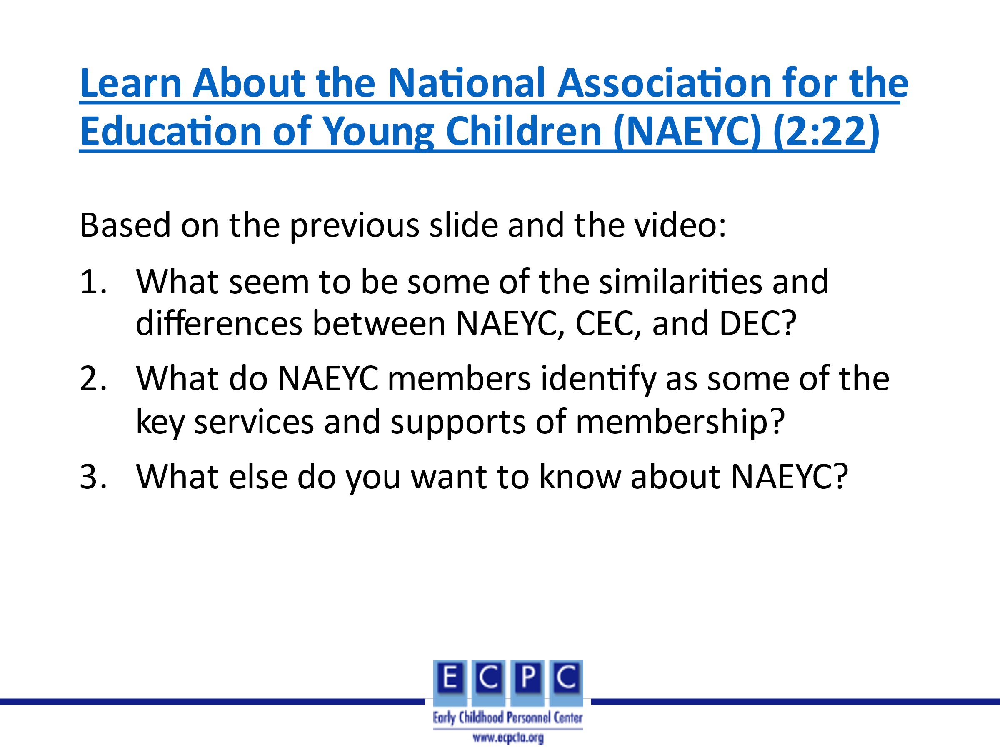 Learn About the National Association for the
Education of Young Children (NAEYC) (2:22)
Based on the previous slide and the video:
1. What seem to be some of the similarities and
differences between NAEYC, CEC, and DEC?
2. What do NAEYC members identify as some of the
key services and supports of membership?
3. What else do you want to know about NAEYC?
E C P C
Early Childhood Personnel Center
www.ecpcta.org